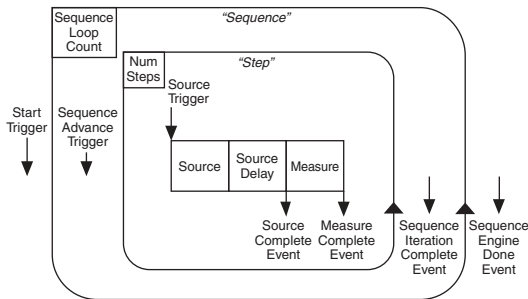 Sequence
Loop
Count
“Sequence”
Num
Steps
“Step”
Source
Trigger
Start
Trigger
Sequence
Advance
Trigger
Source
Source
Delay
Measure
Source
Complete
Event
Measure
Complete
Event
Sequence
Iteration
Complete
Event
Sequence
Engine
Done
Event